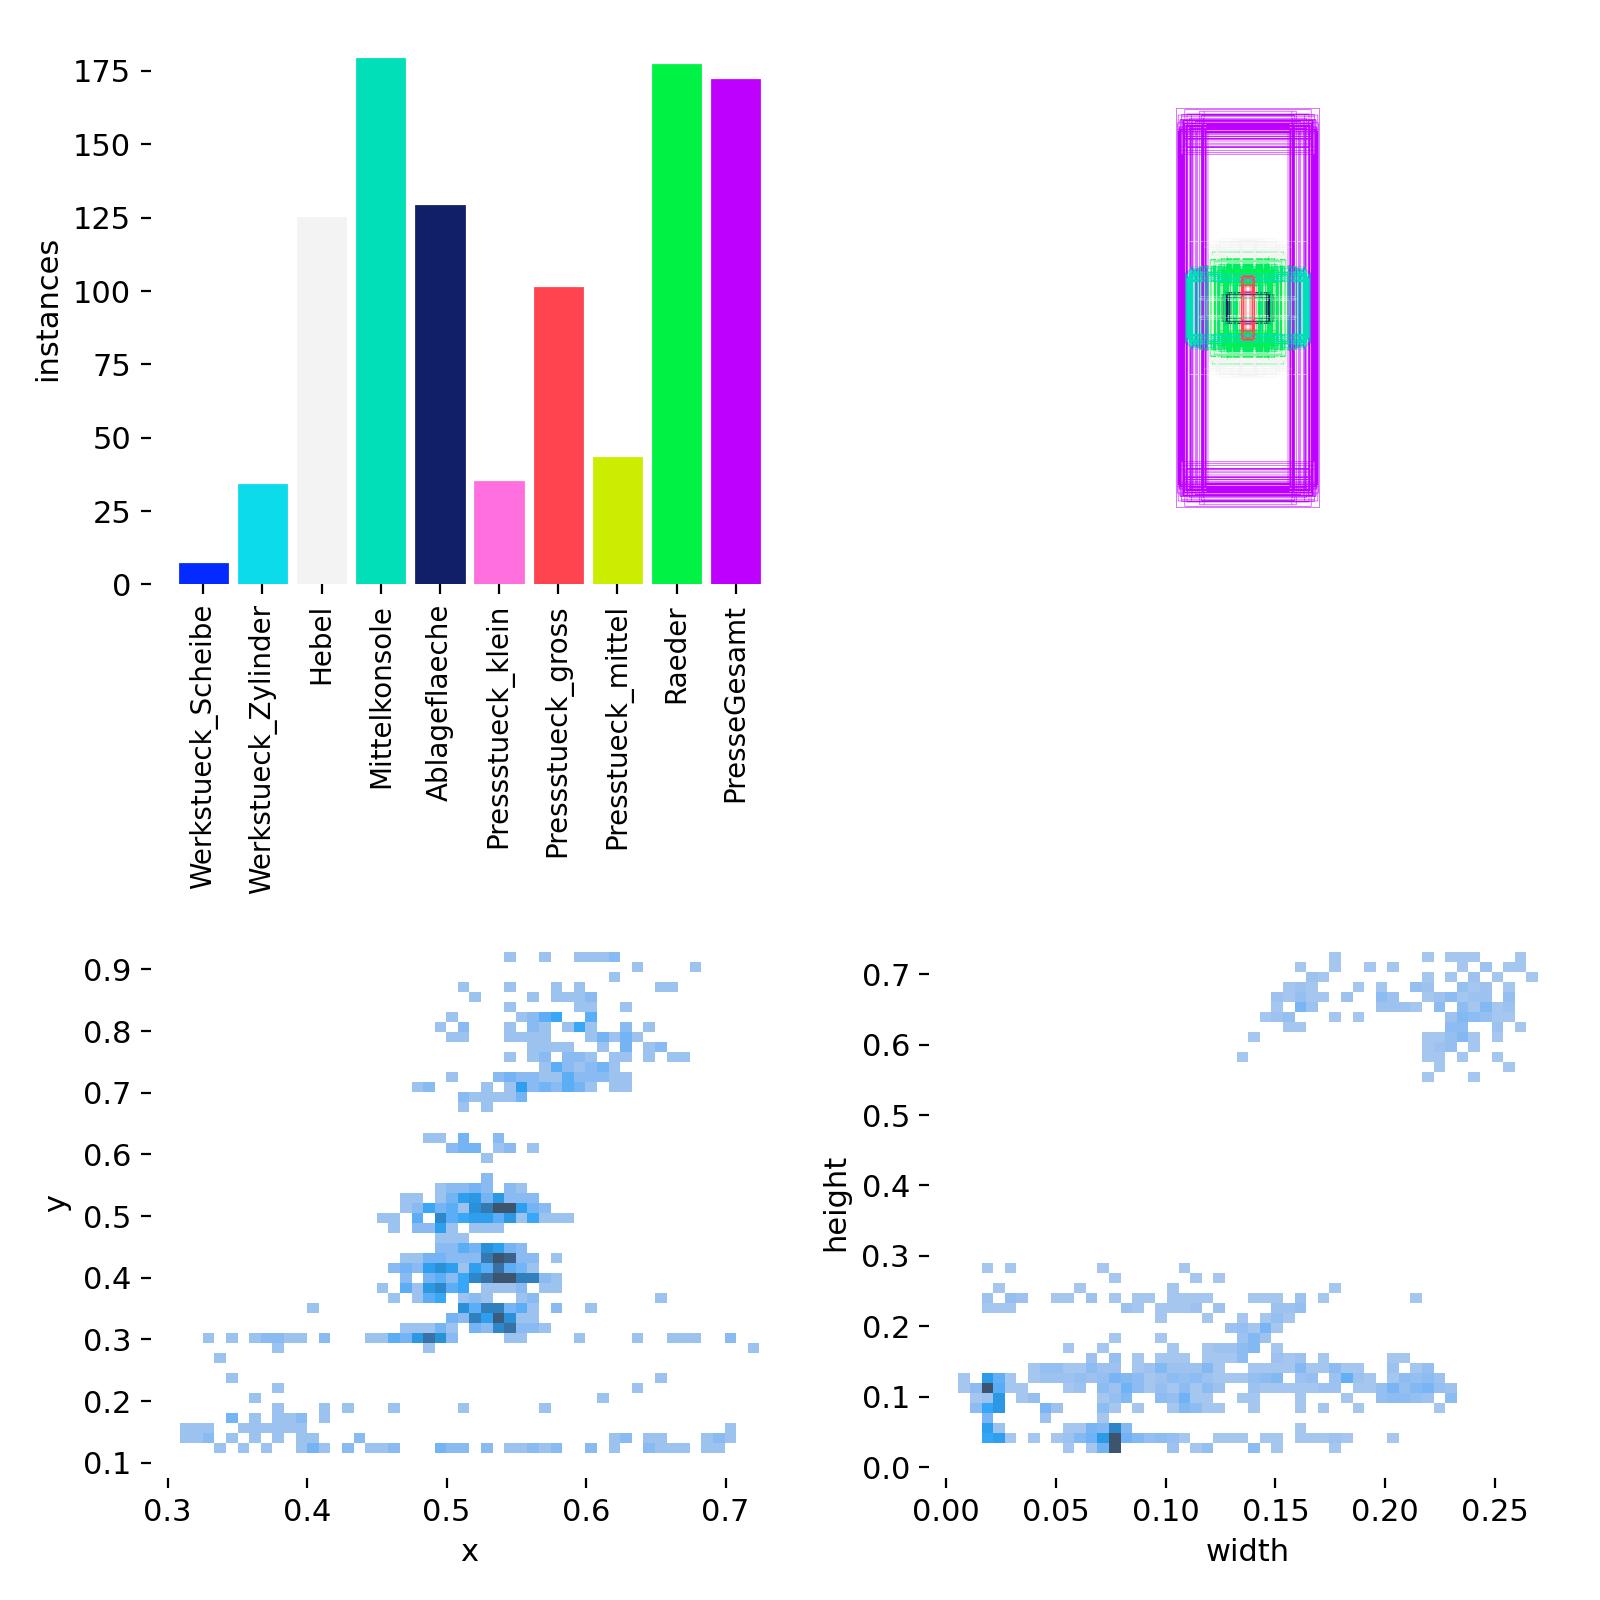 instances
175
150
125
100
75
50
25
0
Werkstueck_Scheibe
Werkstueck_Zylinder
Hebel
Mittelkonsole
Ablageflaeche
Pressstueck_klein
Presssstueck_gross
Presstueck_mittel
Raeder
PresseGesamt
y
0.9
0.8
0.7
0.6
0.5
0.4
0.3
0.2
0.1
0.3 0.4 0.5 0.6 0.7
x
height
0.7
0.6
0.5
0.4
0.3
0.2
0.1
0.0
0.00 0.05 0.10 0.15 0.20 0.25
width